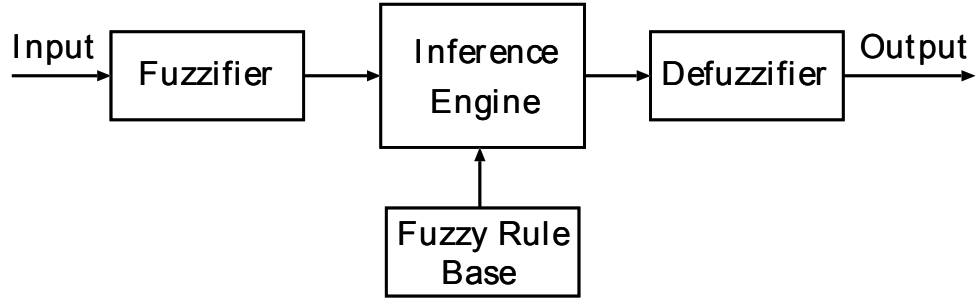 Input
Fuzzifier
Inference
Engine
Defuzzifier
Output
Fuzzy Rule
Base